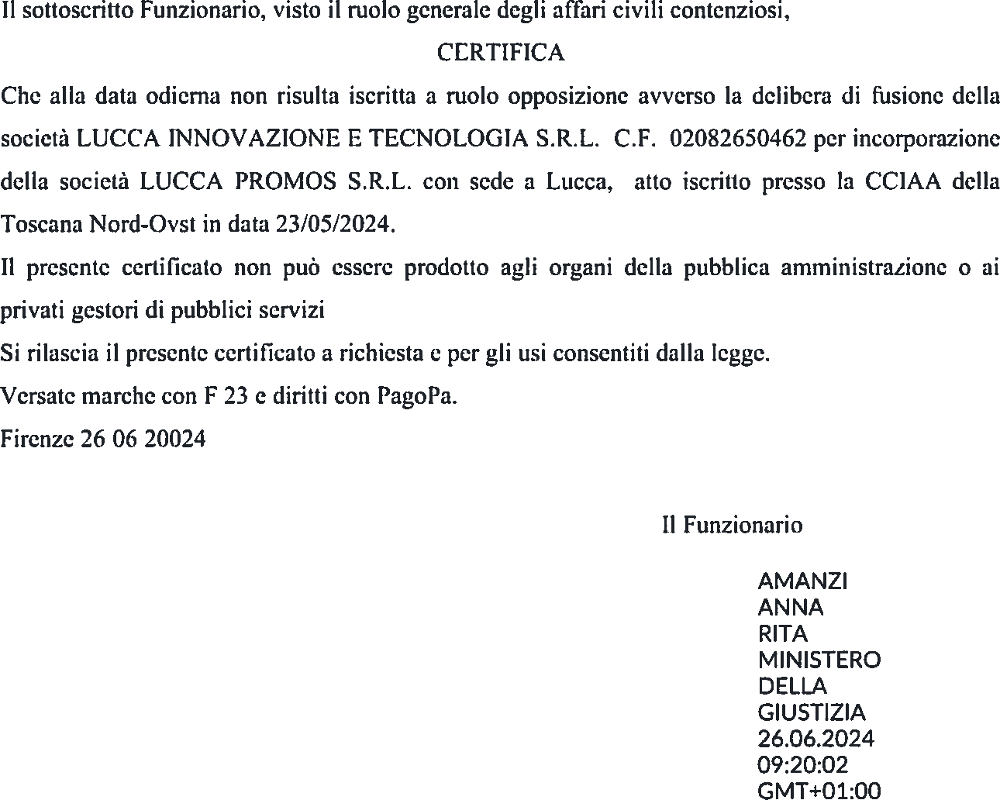 Il sottoscritto Funzionario, visto il ruolo generale degli affari civili contenziosi,
CERTIFICA
Che alla data odierna non risulta iscritta a ruolo opposizione avverso la delibera di fusione della
società LUCCA INNOVAZIONE E TECNOLOGIA S.R.L. C.F. 02082650462 per incorporazione
della società LUCCA PROMOS S.R.L. con sede a Lucca, atto iscritto presso la CCIAA della
Toscana Nord-Ovst in data 23/05/2024.
Il presente certificato non può essere prodotto agli organi della pubblica amministrazione o ai
privati gestori di pubblici servizi
Si rilascia il presente certificato a richiesta e per gli usi consentiti dalla legge.
Versate marche con F 23 e diritti con PagoPa.
Firenze 26 06 20024
Il Funzionario
AMANZI
ANNA
RITA
MINISTERO
DELLA
GIUSTIZIA
26.06.2024
09:20:02
GMT+01:00